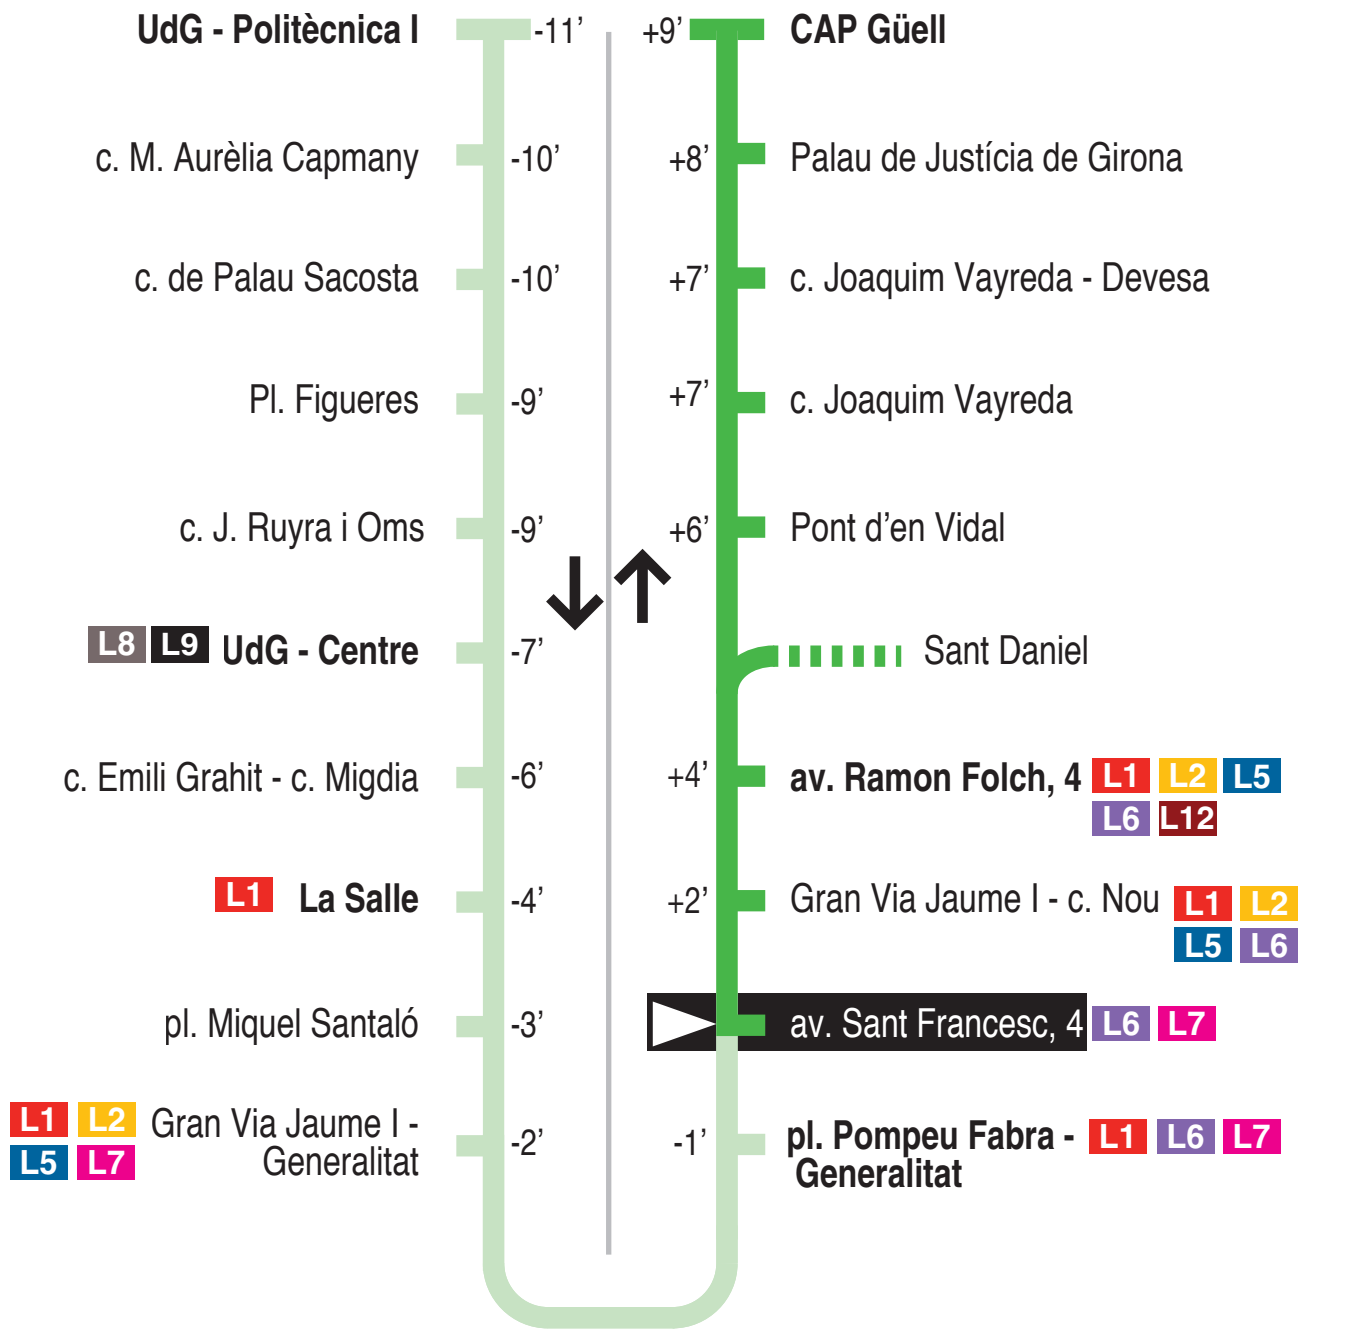 UdG - Politècnica I -11’
c. M. Aurèlia Capmany -10’
c. de Palau Sacosta -10’
Pl. Figueres -9’
c. J. Ruyra i Oms -9’
L8 L9 UdG - Centre -7’
c. Emili Grahit - c. Migdia -6’
L1 La Salle -4’
pl. Miquel Santaló -3’
L1 L2 Gran Via Jaume I -
L5 L7 Generalitat -2’
+9’ CAP Güell
+8’ Palau de Justícia de Girona
+7’ c. Joaquim Vayreda - Devesa
+7’ c. Joaquim Vayreda
+6’ Pont d’en Vidal
Sant Daniel
+4’ av. Ramon Folch, 4 L1 L2 L5
L6 L12
+2’ Gran Via Jaume I - c. Nou L1 L2
L5 L6
av. Sant Francesc, 4 L6 L7
-1’ pl. Pompeu Fabra - L1 L6 L7
Generalitat